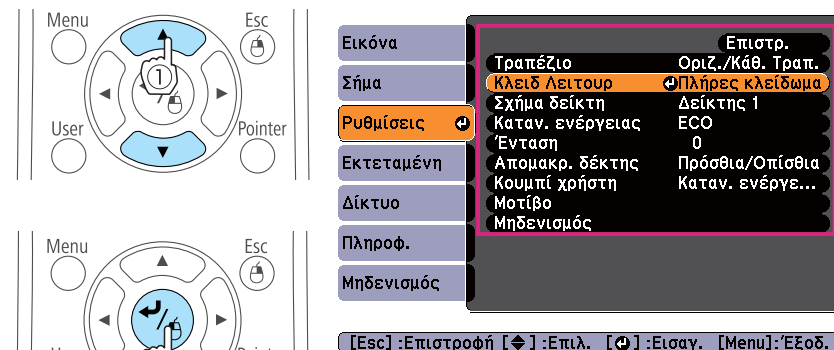 Menu
Esc
①
User
Pointer
Menu
Esc
Εικόνα
Σήμα
Ρυθμίσεις
Εκτεταμένη
Δίκτυο
Πληροφ.
Μηδενισμός
Επιστρ.
Τραπέζιο Οριζ./Κάθ. Τραπ.
Κλειδ Λειτουρ Πλήρες κλείδωμα
Σχήμα δείκτη Δείκτης 1
Καταν. ενέργειας ECO
Ένταση 0
Απομακρ. δέκτης Πρόσθια/Οπίσθια
Κουμπί χρήστη Καταν. ενέργε...
Μοτίβο
Μηδενισμός
[Esc] :Επιστροφή [◆] :Επιλ. [⏎] :Εισαγ. [Menu]:Έξοδ.